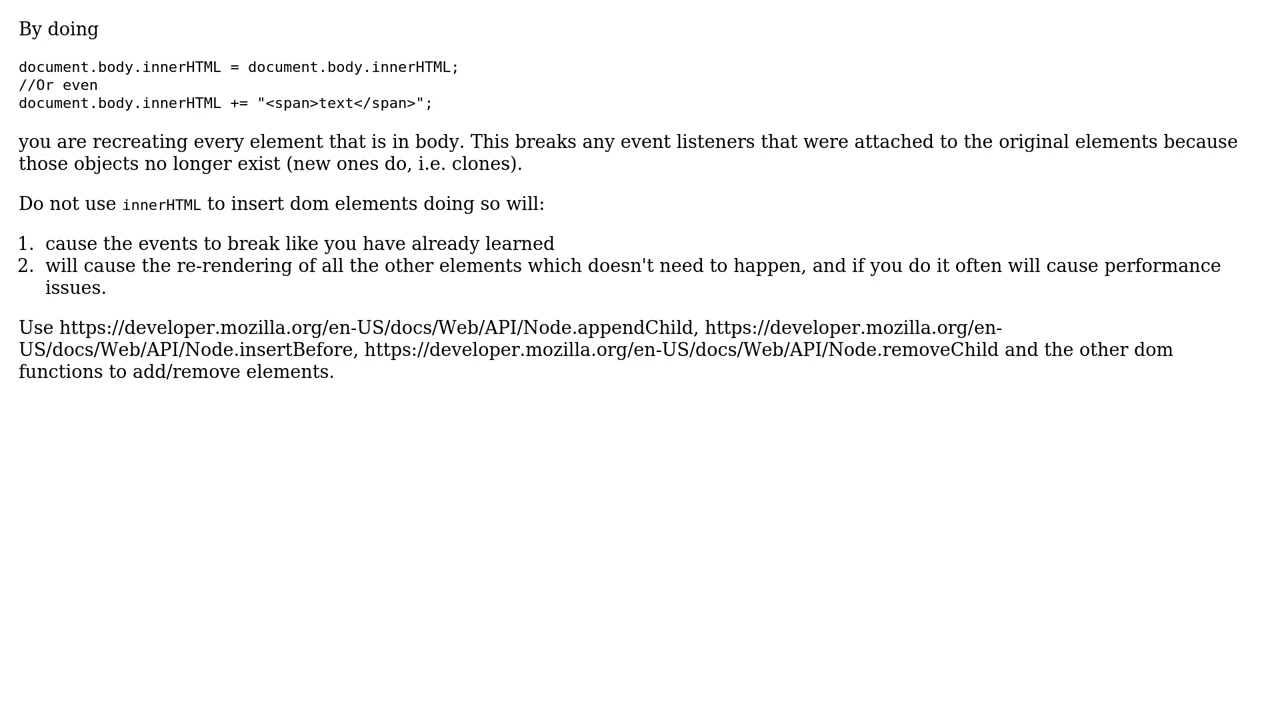 By doing
document.body.innerHTML = document.body.innerHTML;
//Or even
document.body.innerHTML += "<span>text</span>";
you are recreating every element that is in body. This breaks any event listeners that were attached to the original elements because
those objects no longer exist (new ones do, i.e. clones).
Do not use innerHTML to insert dom elements doing so will:
1. cause the events to break like you have already learned
2. will cause the re-rendering of all the other elements which doesn't need to happen, and if you do it often will cause performance
issues.
Use https://developer.mozilla.org/en-US/docs/Web/API/Node.appendChild, https://developer.mozilla.org/en-
US/docs/Web/API/Node.insertBefore, https://developer.mozilla.org/en-US/docs/Web/API/Node.removeChild and the other dom
functions to add/remove elements.